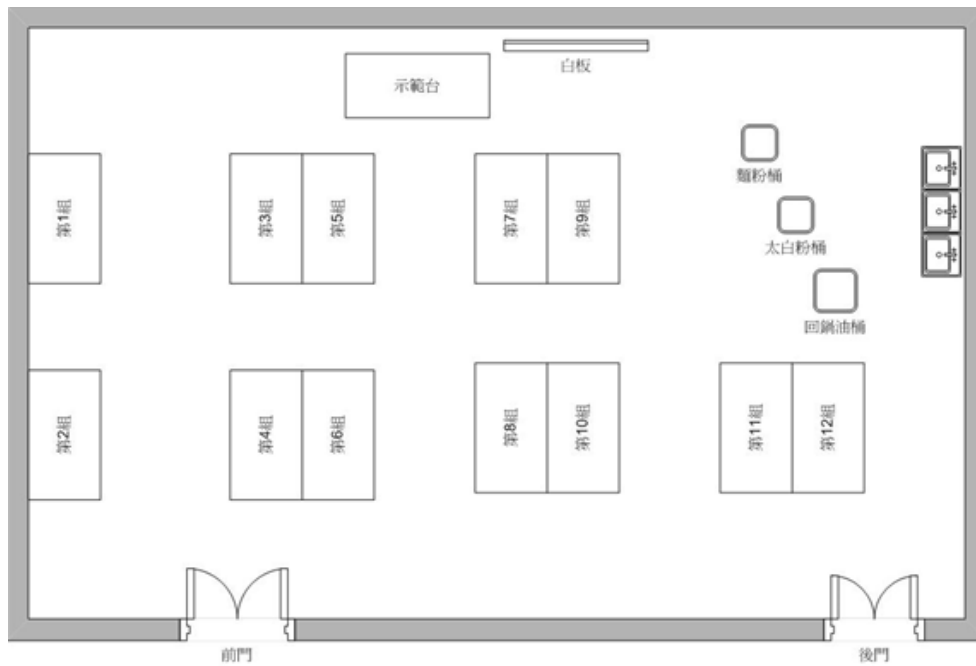 白板
示範台
麵粉桶
太白粉桶
回鍋油桶
第1組
第3組
第5組
第7組
第9組
第2組
第4組
第6組
第8組
第10組
第11組
第12組
前門
後門